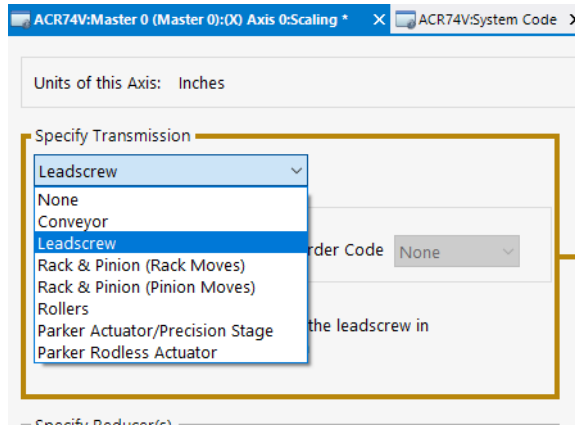 ACR74V:Master 0 (Master 0):(X) Axis 0:Scaling * X ACR74V:System Code
Units of this Axis: Inches
Specify Transmission
Leadscrew
None
Conveyor
Leadscrew
Rack & Pinion (Rack Moves)
rder Code None
Rack & Pinion (Pinion Moves)
Rollers
Parker Actuator/Precision Stage
the leadscrew in
Parker Rodless Actuator
Specify Reducer(s)